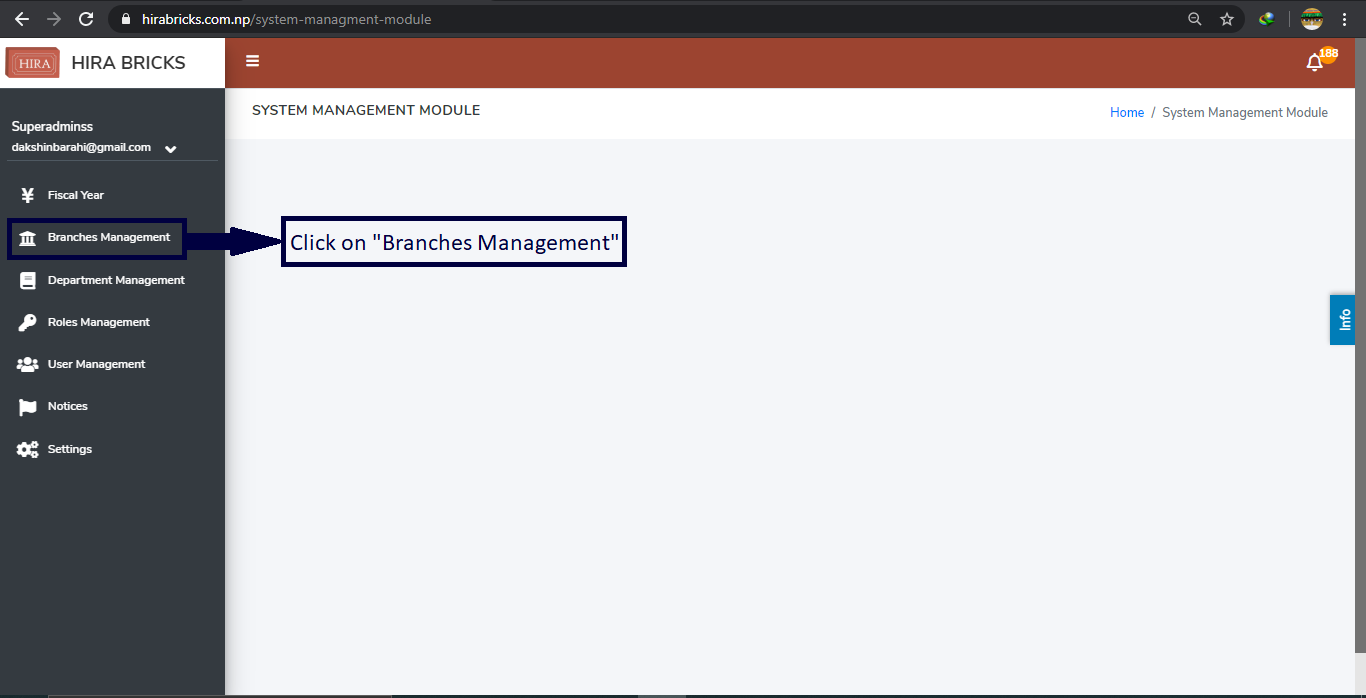 hirabricks.com.np/system-managment-module
HIRA
HIRA BRICKS
188
SYSTEM MANAGEMENT MODULE
Home / System Management Module
Superadminss
dakshinbarahi@gmail.com
Fiscal Year
Branches Management
Click on "Branches Management"
Department Management
Roles Management
Info
User Management
Notices
Settings